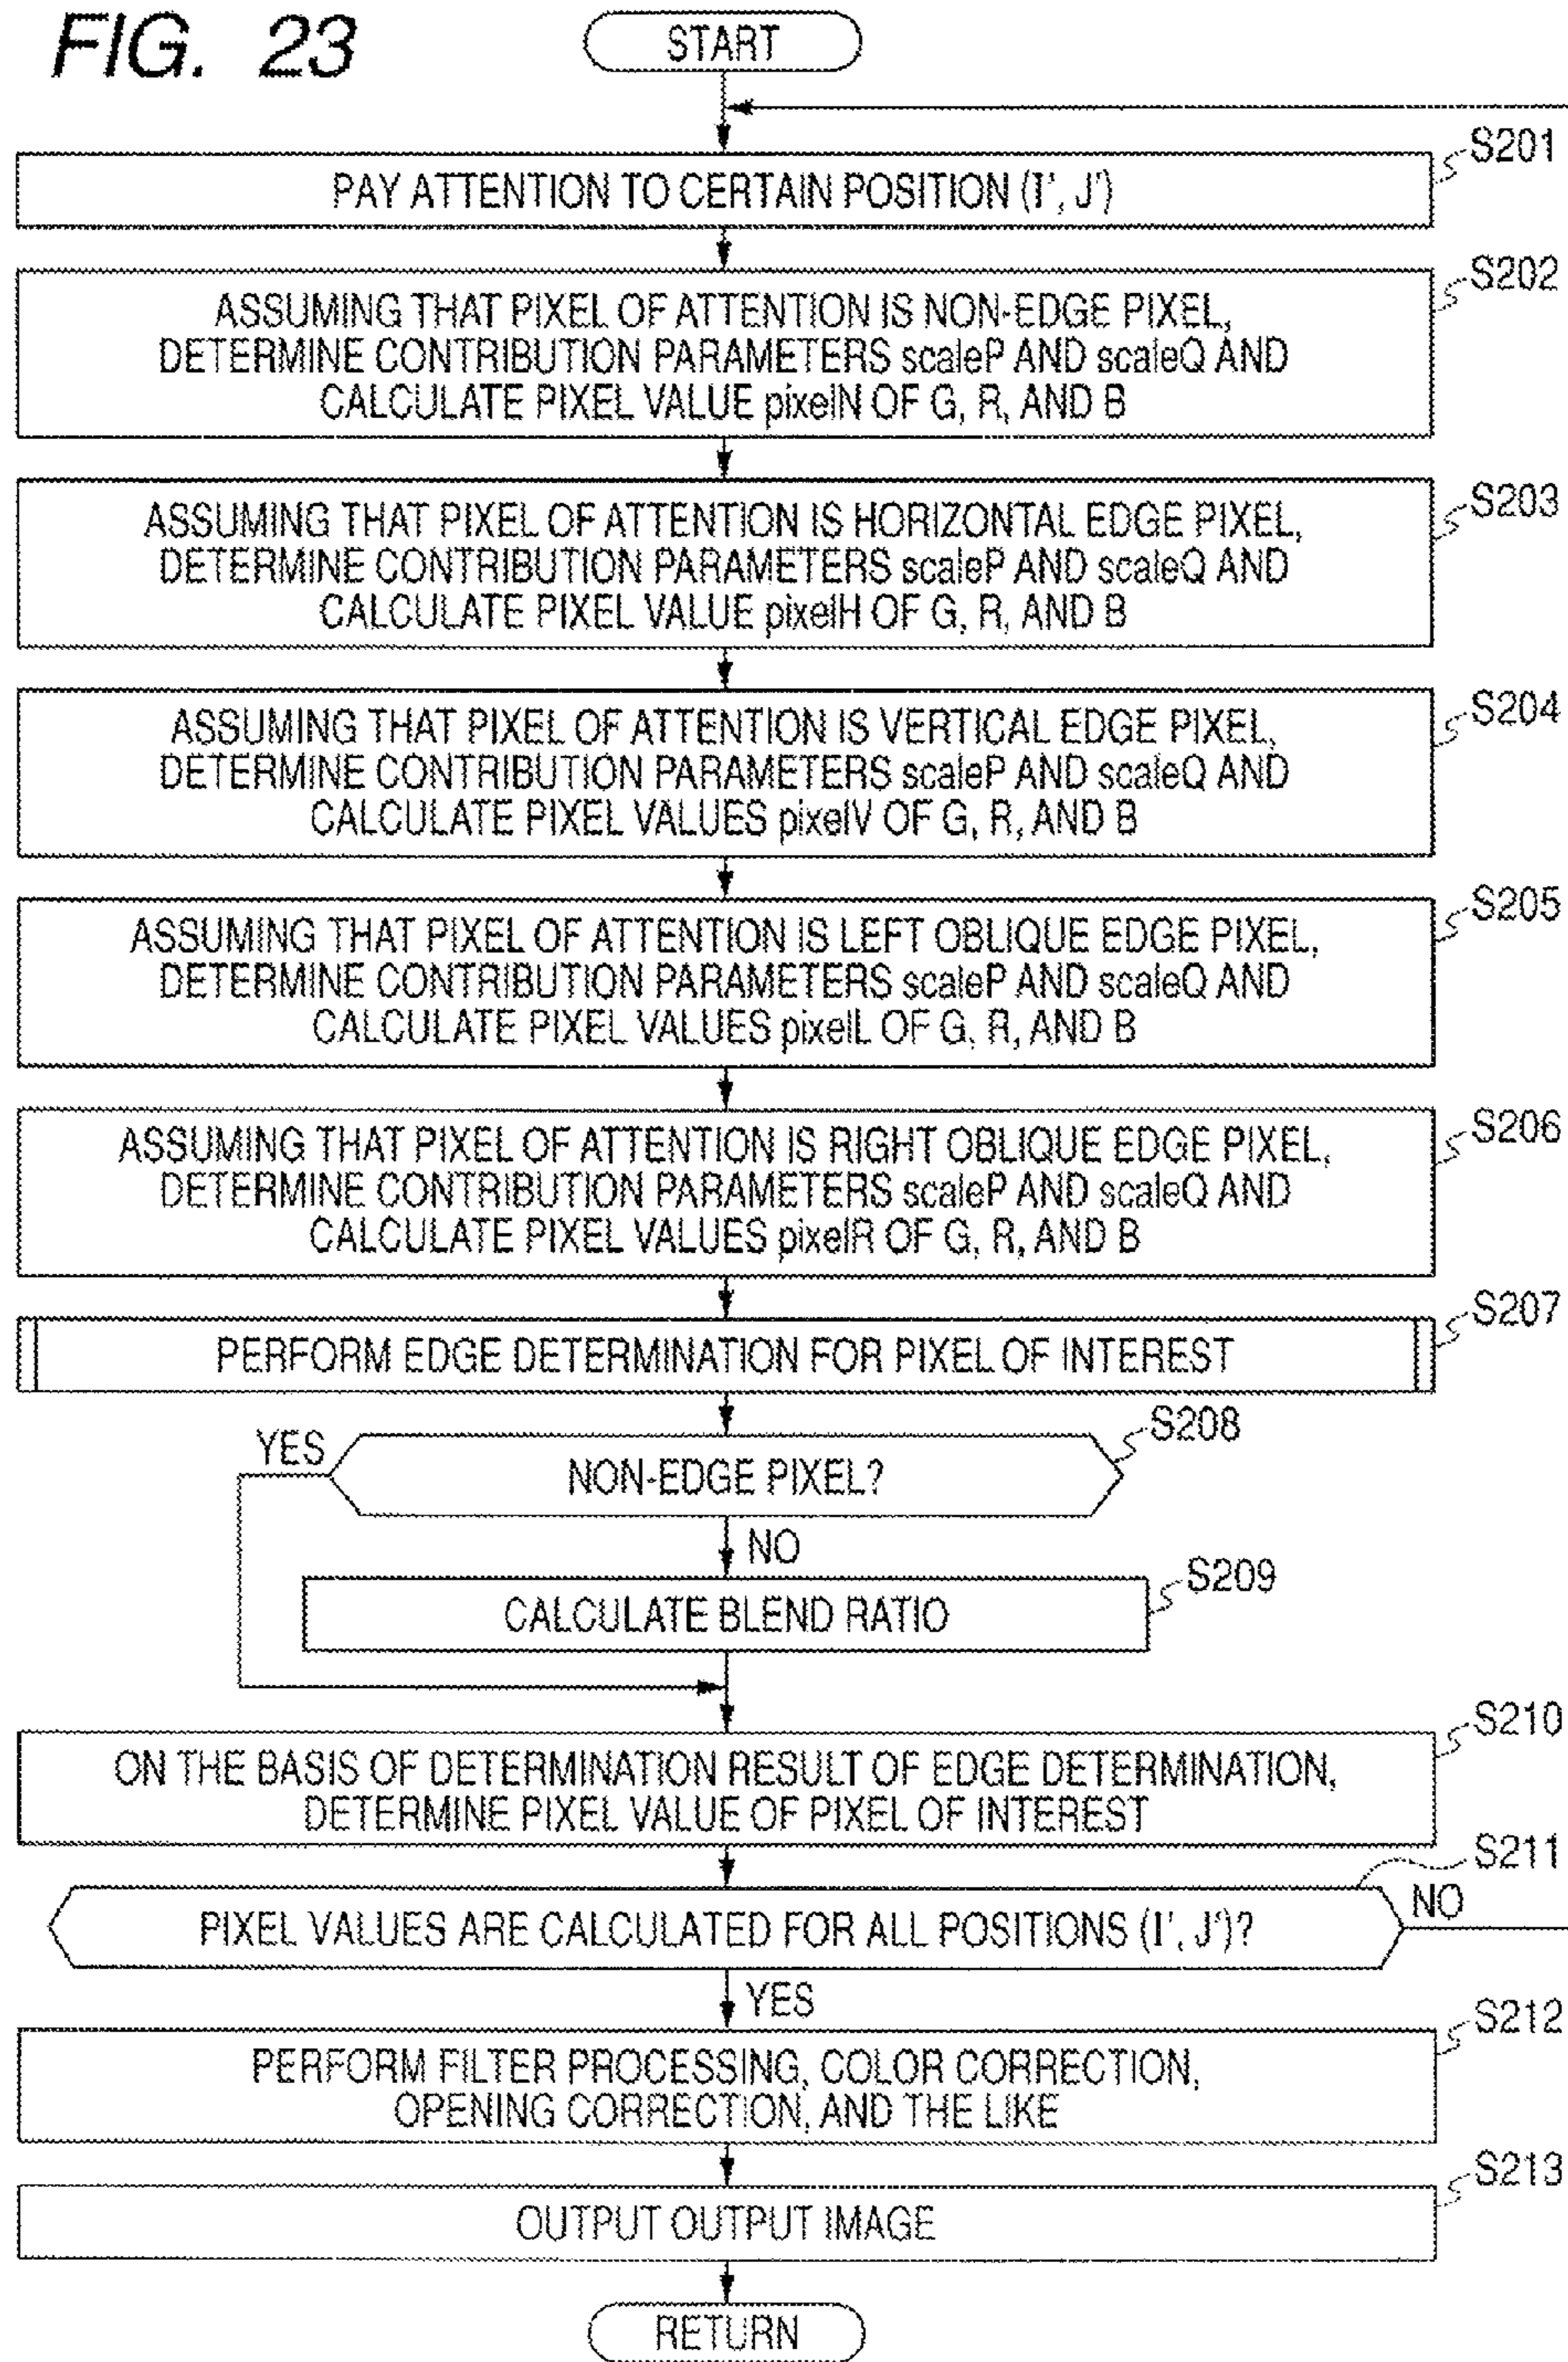 FIG. 23
START
S201
PAY ATTENTION TO CERTAIN POSITION (I', J')
S202
ASSUMING THAT PIXEL OF ATTENTION IS NON-EDGE PIXEL,
DETERMINE CONTRIBUTION PARAMETERS scaleP AND scaleQ AND
CALCULATE PIXEL VALUE pixelN OF G, R, AND B
S203
ASSUMING THAT PIXEL OF ATTENTION IS HORIZONTAL EDGE PIXEL,
DETERMINE CONTRIBUTION PARAMETERS scaleP AND scaleQ AND
CALCULATE PIXEL VALUE pixelH OF G, R, AND B
S204
ASSUMING THAT PIXEL OF ATTENTION IS VERTICAL EDGE PIXEL,
DETERMINE CONTRIBUTION PARAMETERS scaleP AND scaleQ AND
CALCULATE PIXEL VALUES pixelV OF G, R, AND B
S205
ASSUMING THAT PIXEL OF ATTENTION IS LEFT OBLIQUE EDGE PIXEL,
DETERMINE CONTRIBUTION PARAMETERS scaleP AND scaleQ AND
CALCULATE PIXEL VALUES pixelL OF G, R, AND B
S206
ASSUMING THAT PIXEL OF ATTENTION IS RIGHT OBLIQUE EDGE PIXEL,
DETERMINE CONTRIBUTION PARAMETERS scaleP AND scaleQ AND
CALCULATE PIXEL VALUES pixelR OF G, R, AND B
S207
PERFORM EDGE DETERMINATION FOR PIXEL OF INTEREST
S208
YES
NON-EDGE PIXEL?
NO
S209
CALCULATE BLEND RATIO
S210
ON THE BASIS OF DETERMINATION RESULT OF EDGE DETERMINATION,
DETERMINE PIXEL VALUE OF PIXEL OF INTEREST
S211
PIXEL VALUES ARE CALCULATED FOR ALL POSITIONS (I', J')?
NO
YES
S212
PERFORM FILTER PROCESSING, COLOR CORRECTION,
OPENING CORRECTION, AND THE LIKE
S213
OUTPUT OUTPUT IMAGE
RETURN